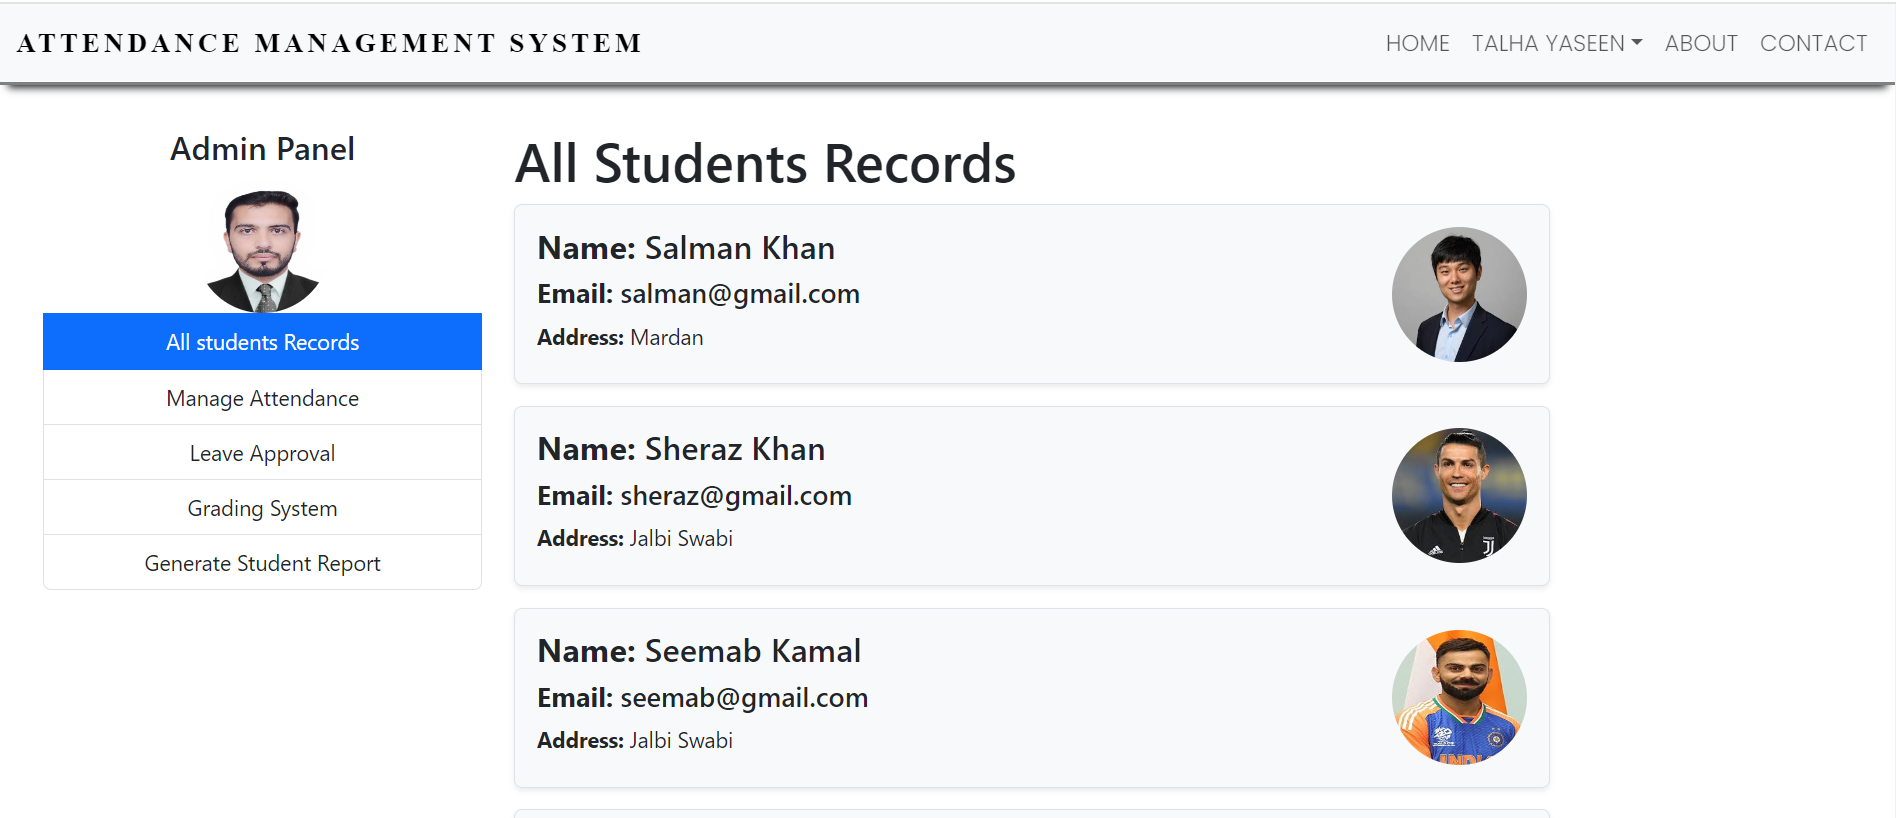 ATTENDANCE MANAGEMENT SYSTEM
HOME TALHA YASEEN ABOUT CONTACT
Admin Panel
All students Records
Manage Attendance
Leave Approval
Grading System
Generate Student Report
All Students Records
Name: Salman Khan
Email: salman@gmail.com
Address: Mardan
Name: Sheraz Khan
Email: sheraz@gmail.com
Address: Jalbi Swabi
Name: Seemab Kamal
Email: seemab@gmail.com
Address: Jalbi Swabi